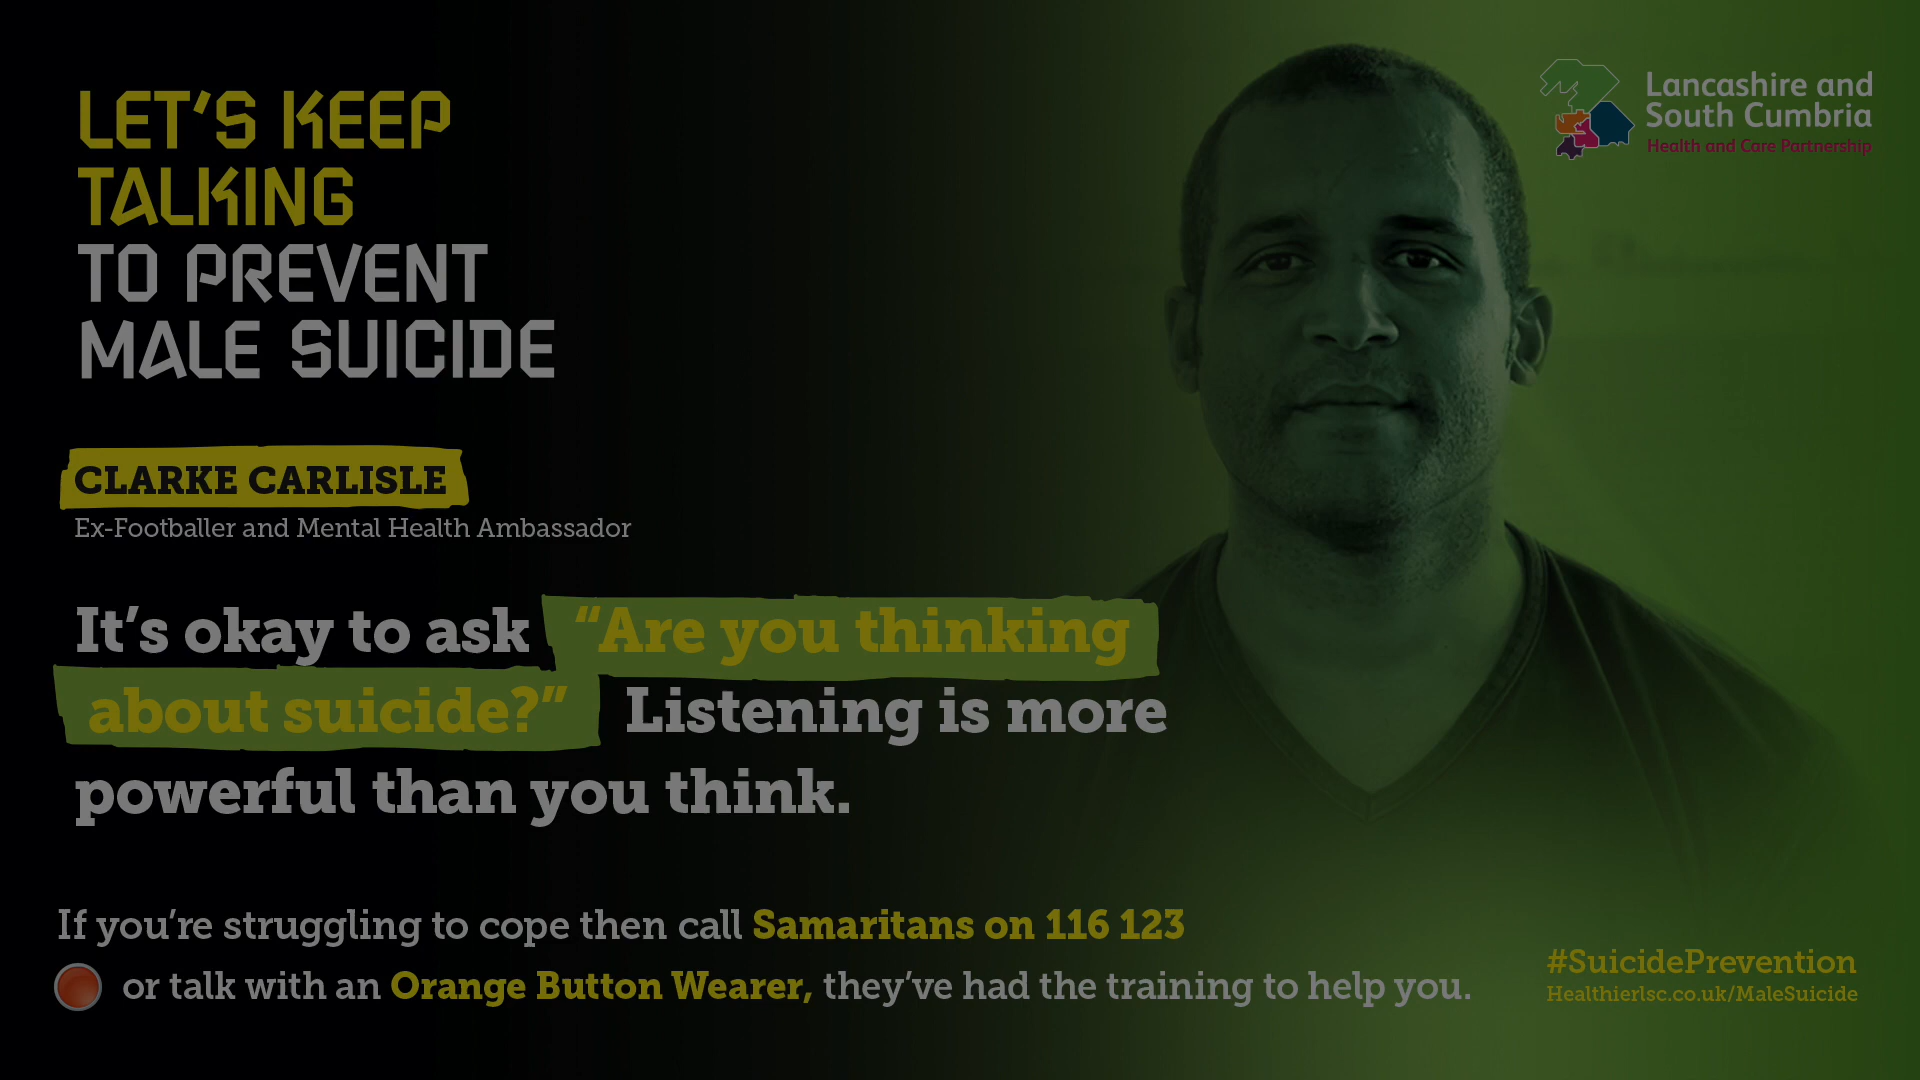 LET'S KEEP
TALKING
TO PREVENT
MALE SUICIDE
Lancashire and
South Cumbria
Health and Care Partnership
CLARKE CARLISLE
Ex-Footballer and Mental Health Ambassador
It's okay to ask “Are you thinking
about suicide?” Listening is more
powerful than you think.
If you're struggling to cope then call Samaritans on 116 123
or talk with an Orange Button Wearer, they've had the training to help you.
#SuicidePrevention
Healthierlsc.co.uk/MaleSuicide